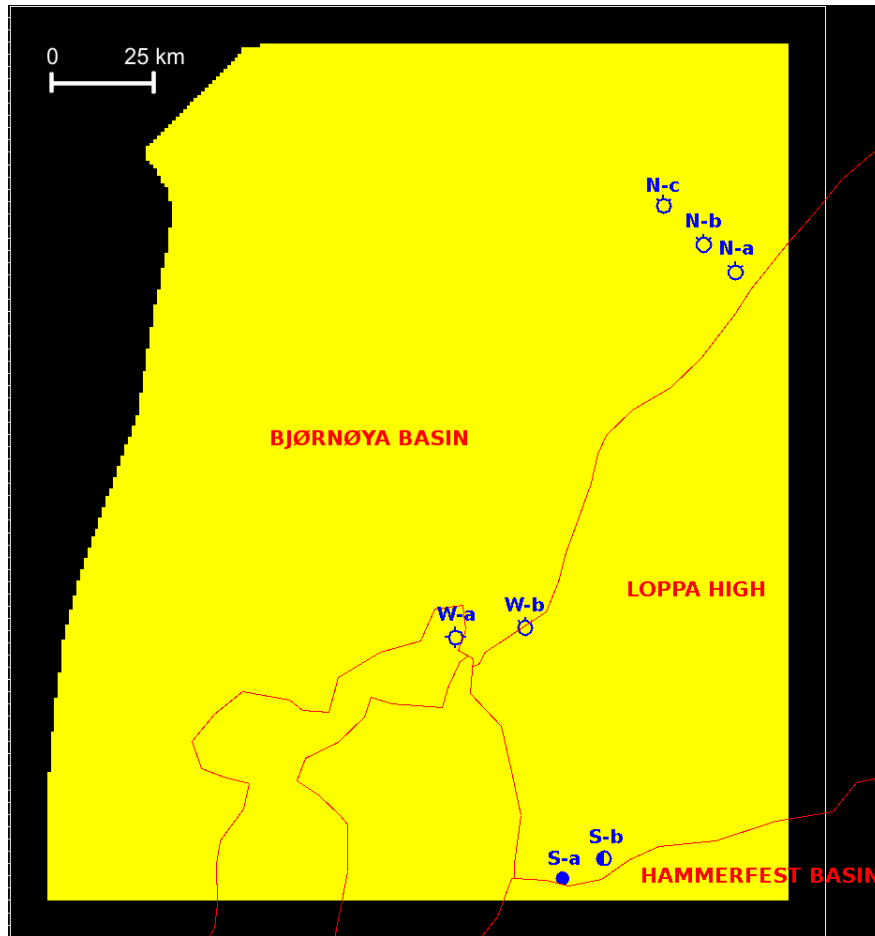 0 25 km
N-c
N-b
N-a
BJØRNØYA BASIN
LOPPA HIGH
W-a
W-b
S-b
S-a
HAMMERFEST BASIN